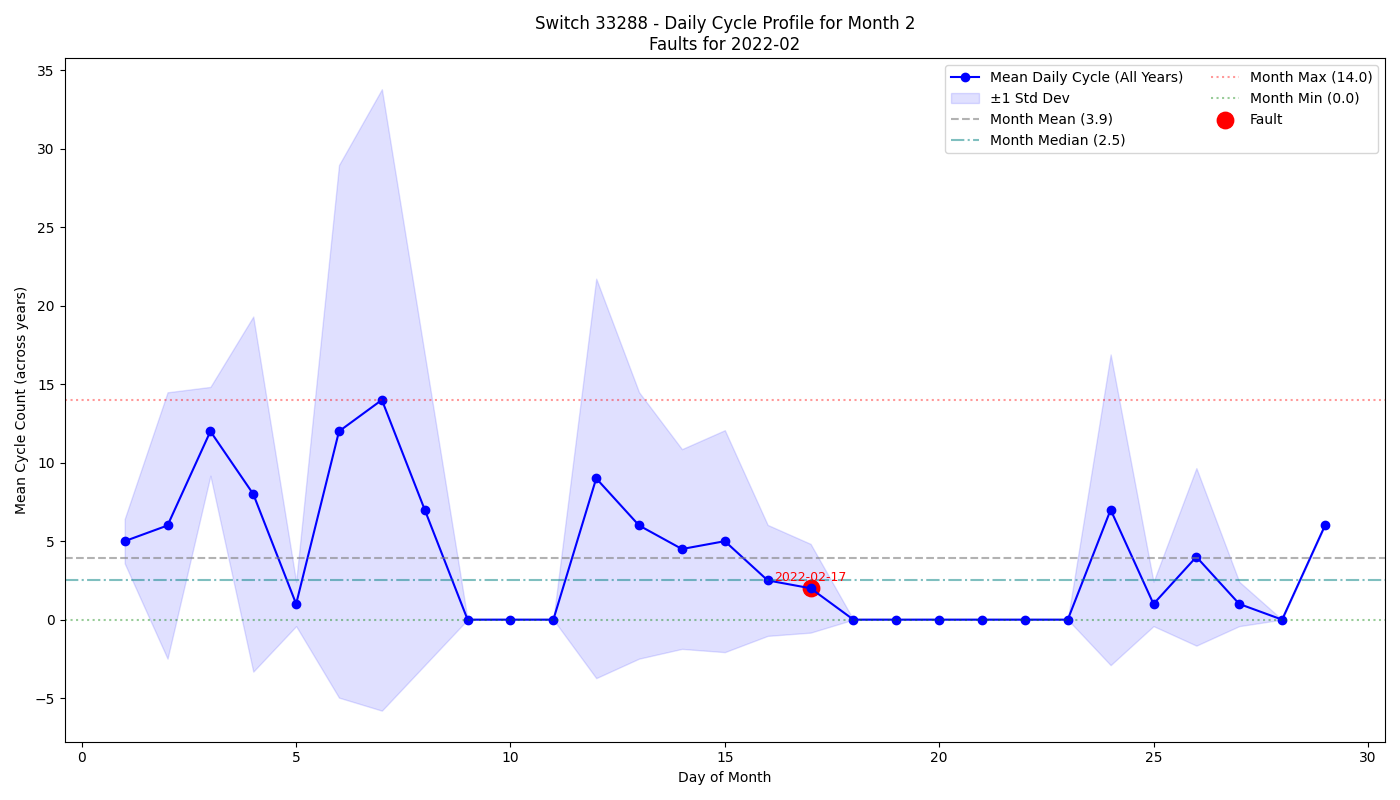 Switch 33288 - Daily Cycle Profile for Month 2
Faults for 2022-02
Mean Daily Cycle (All Years)
±1 Std Dev
Month Mean (3.9)
Month Median (2.5)
Month Max (14.0)
Month Min (0.0)
Fault
Mean Cycle Count (across years)
35
30
25
20
15
10
5
0
−5
2022-02-17
0
5
10
15
20
25
30
Day of Month